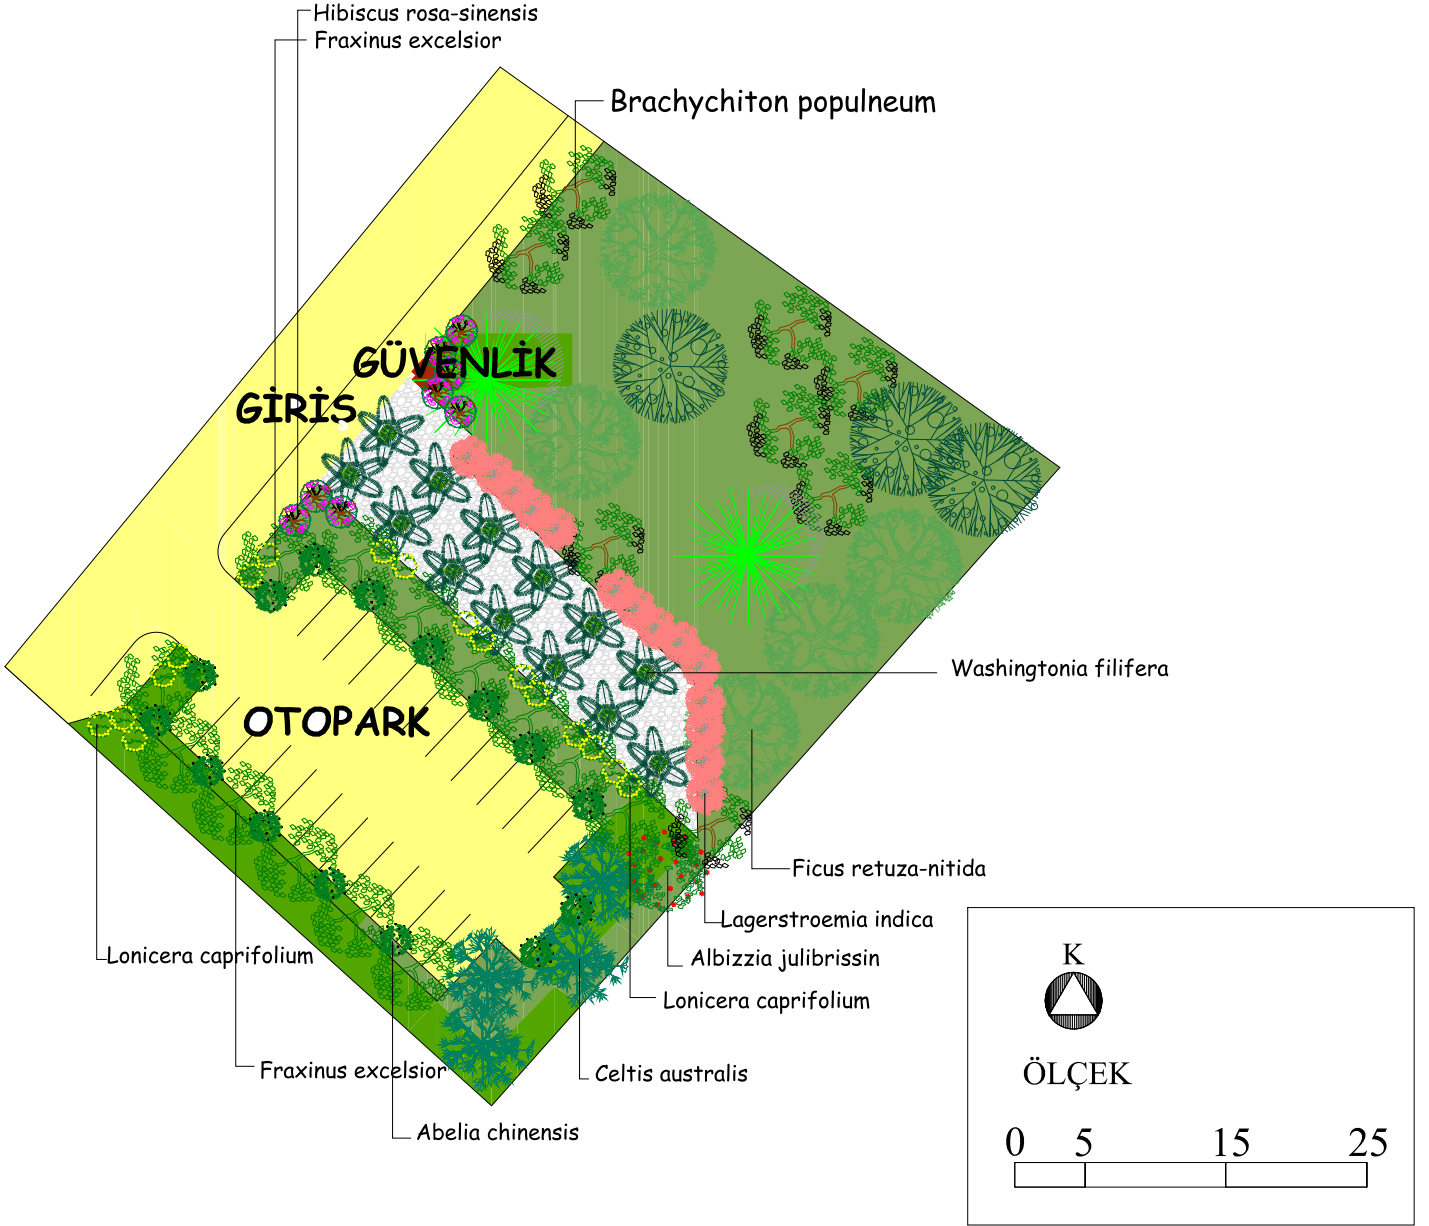 Hibiscus rosa-sinensis
Fraxinus excelsior
Brachychiton populneum
GÜVENLİK
GİRİŞ
Washingtonia filifera
OTOPARK
Ficus retuza-nitida
Lagerstroemia indica
Albizzia julibrissin
Lonicera caprifolium
Lonicera caprifolium
Fraxinus excelsior
Celtis australis
Abelia chinensis
K
ÖLÇEK
0 5 15 25